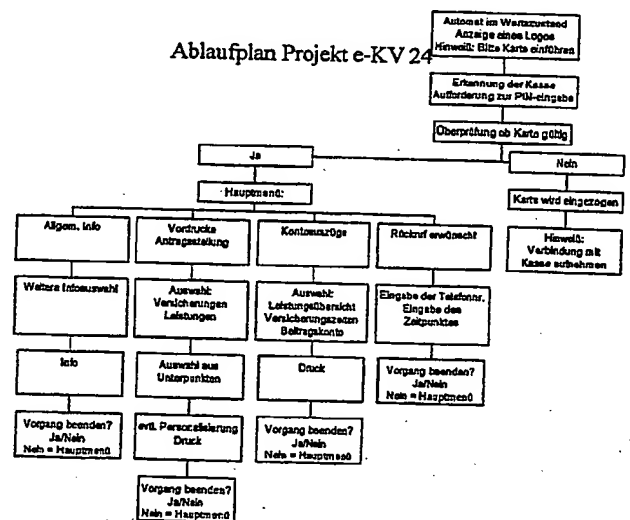 Automat im Wartezustand
Anzeige eines Logos
Hinweiß: Bitte Karte einführen
Ablaufplan Projekt e-KV 24
Erkennung der Kasse
Aufforderung zur PIN-eingabe
Überprüfung ob Karte gültig
Ja
Nein
Hauptmenü:
Karte wird eingezogen
Allgem. Info
Vordrucke
Antragsstellung
Kontoauszüge
Rückruf erwünscht
Hinweiß:
Verbindung mit
Kasse aufnehmen
Weitere Infoauswahl
Auswahl:
Versicherungen
Leistungen
Auswahl:
Leistungsübersicht
Versicherungszeiten
Beitragskonto
Eingabe der Telefonnr.
Eingabe des
Zeitpunktes
Info
Auswahl aus
Unterpunkten
Druck
Vorgang beenden?
Ja/Nein
Nein = Hauptmenü
Vorgang beenden?
Ja/Nein
Nein = Hauptmenü
evtl. Personalisierung
Druck
Vorgang beenden?
Ja/Nein
Nein = Hauptmenü
Vorgang beenden?
Ja/Nein
Nein = Hauptmenü